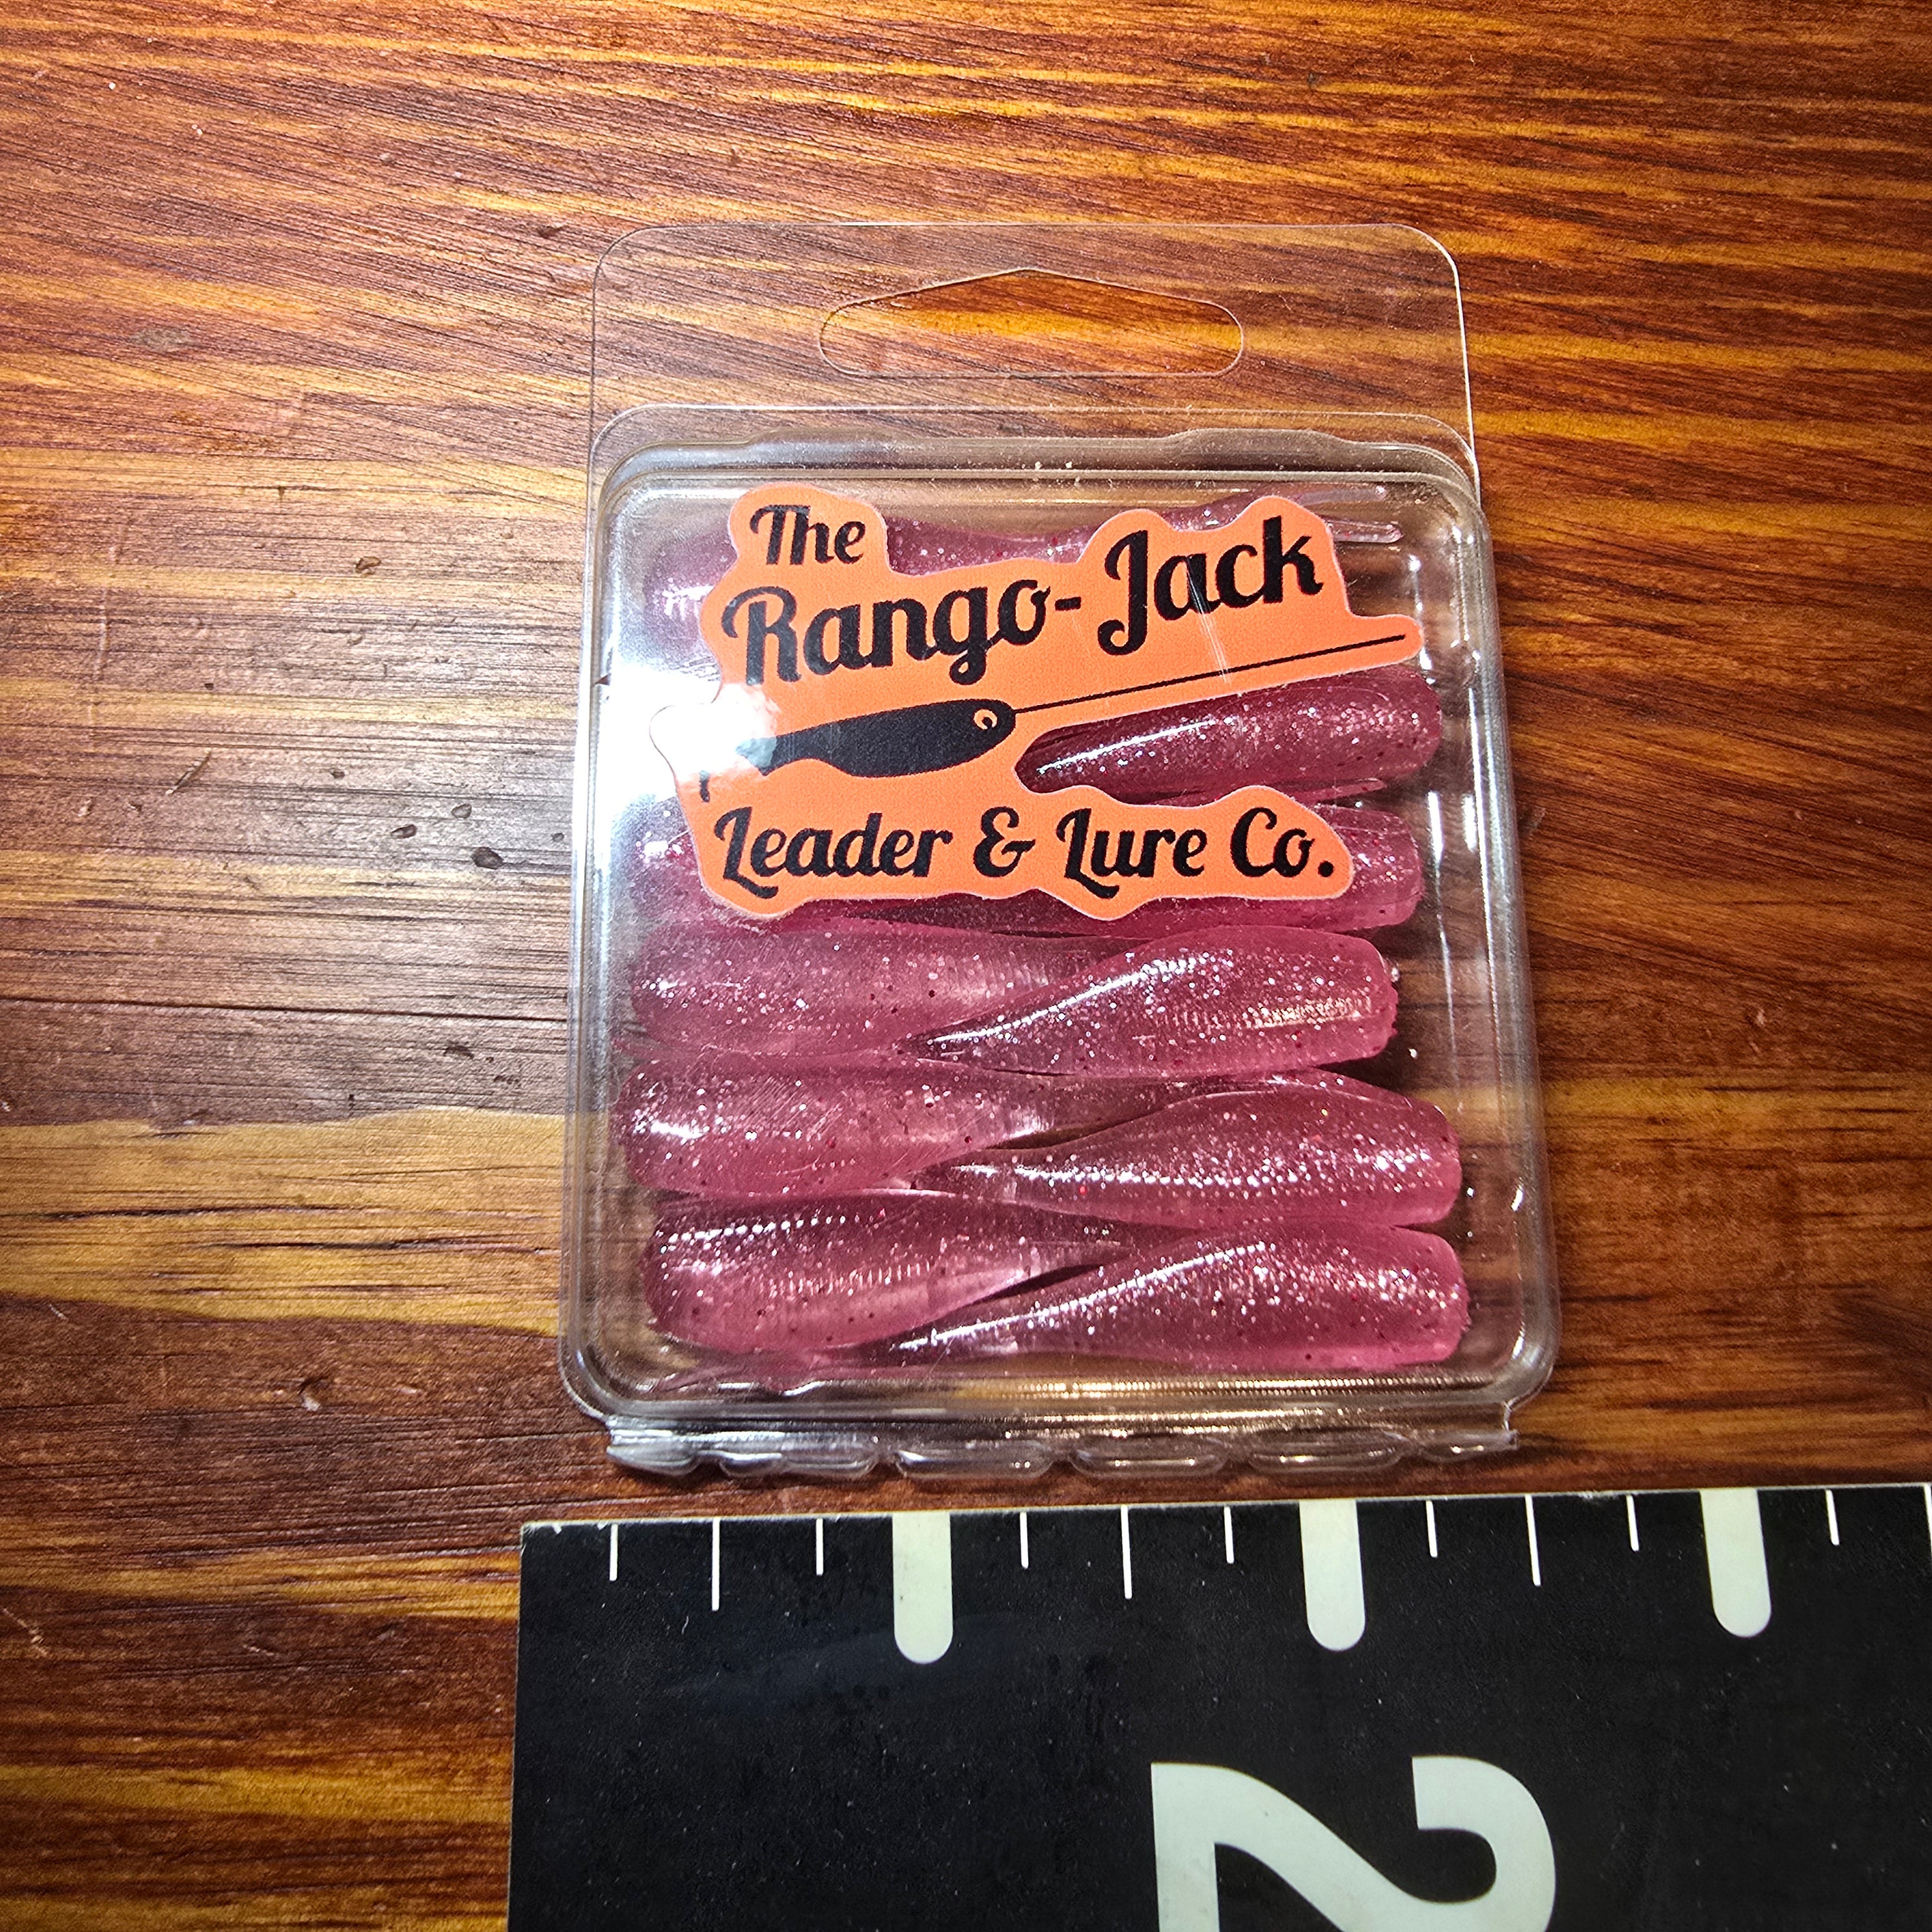 The
Rango-Jack
Leader & Lure Co.
2